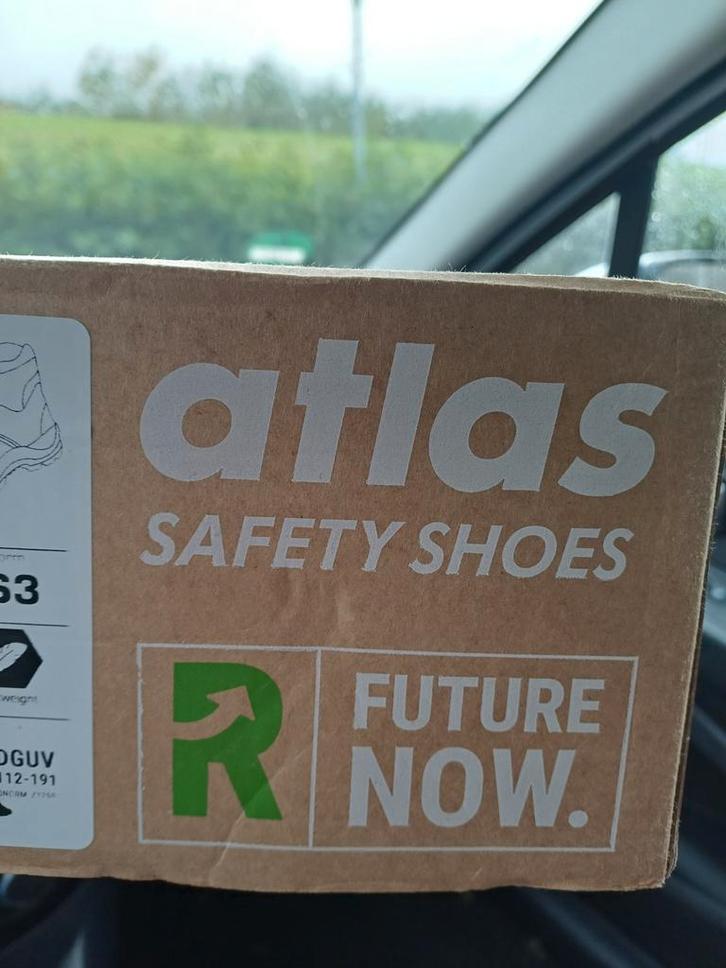 atlas
SAFETY SHOES
R
FUTURE
NOW.
S3
DGUV
112-191